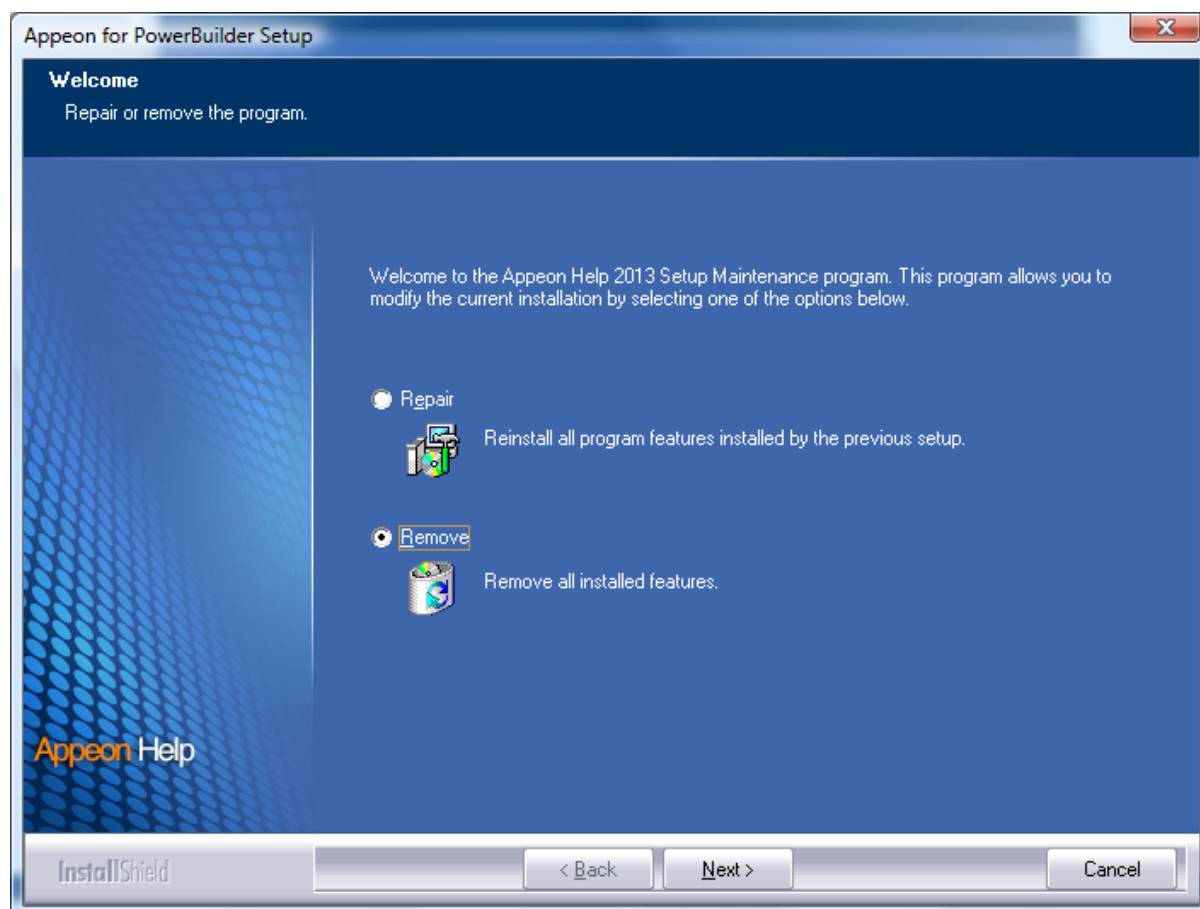 Appeon for PowerBuilder Setup
Welcome
Repair or remove the program.
Welcome to the Appeon Help 2013 Setup Maintenance program. This program allows you to
modify the current installation by selecting one of the options below.
Repair
Reinstall all program features installed by the previous setup.
Remove
Remove all installed features.
Appeon Help
InstallShield
< Back
Next >
Cancel